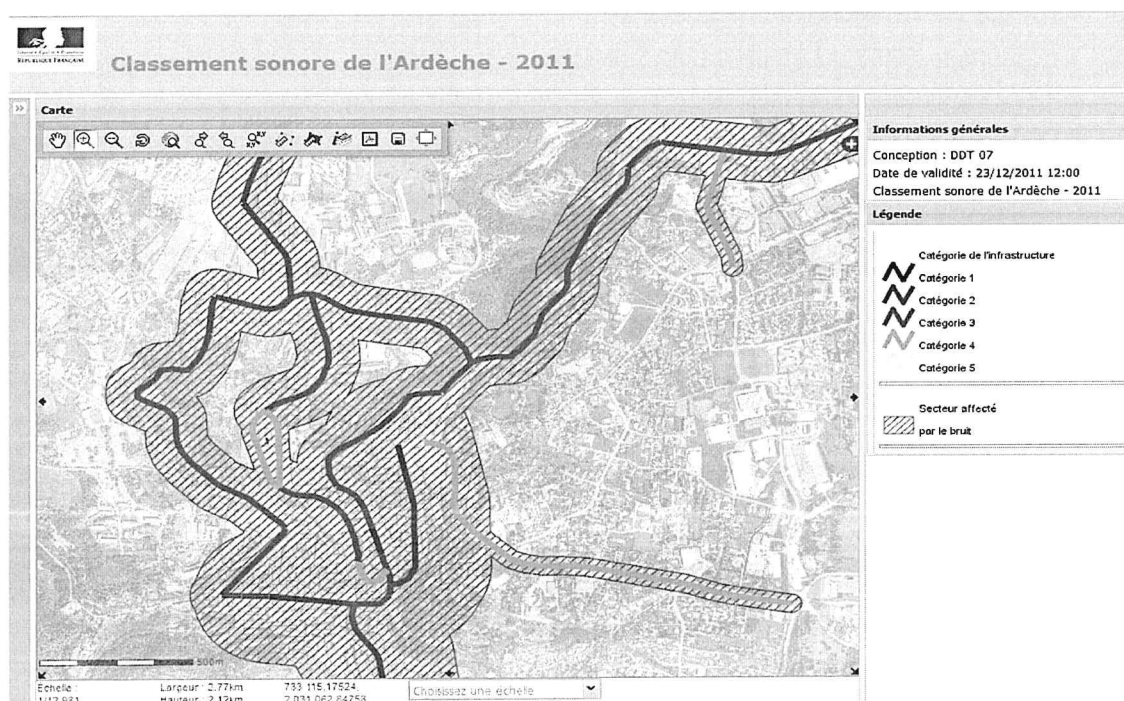 RÉPUBLIQUE FRANÇAISE
Classement sonore de l'Ardèche - 2011
Carte
Informations générales
Conception : DDT 07
Date de validité : 23/12/2011 12:00
Classement sonore de l'Ardèche - 2011
Légende
Catégorie de l'infrastructure
Catégorie 1
Catégorie 2
Catégorie 3
Catégorie 4
Catégorie 5
Secteur affecté
par le bruit
500m
Echelle :
Largeur : 2.77km
Hauteur : 2.12km
733 115,17524,
Choisissez une échelle